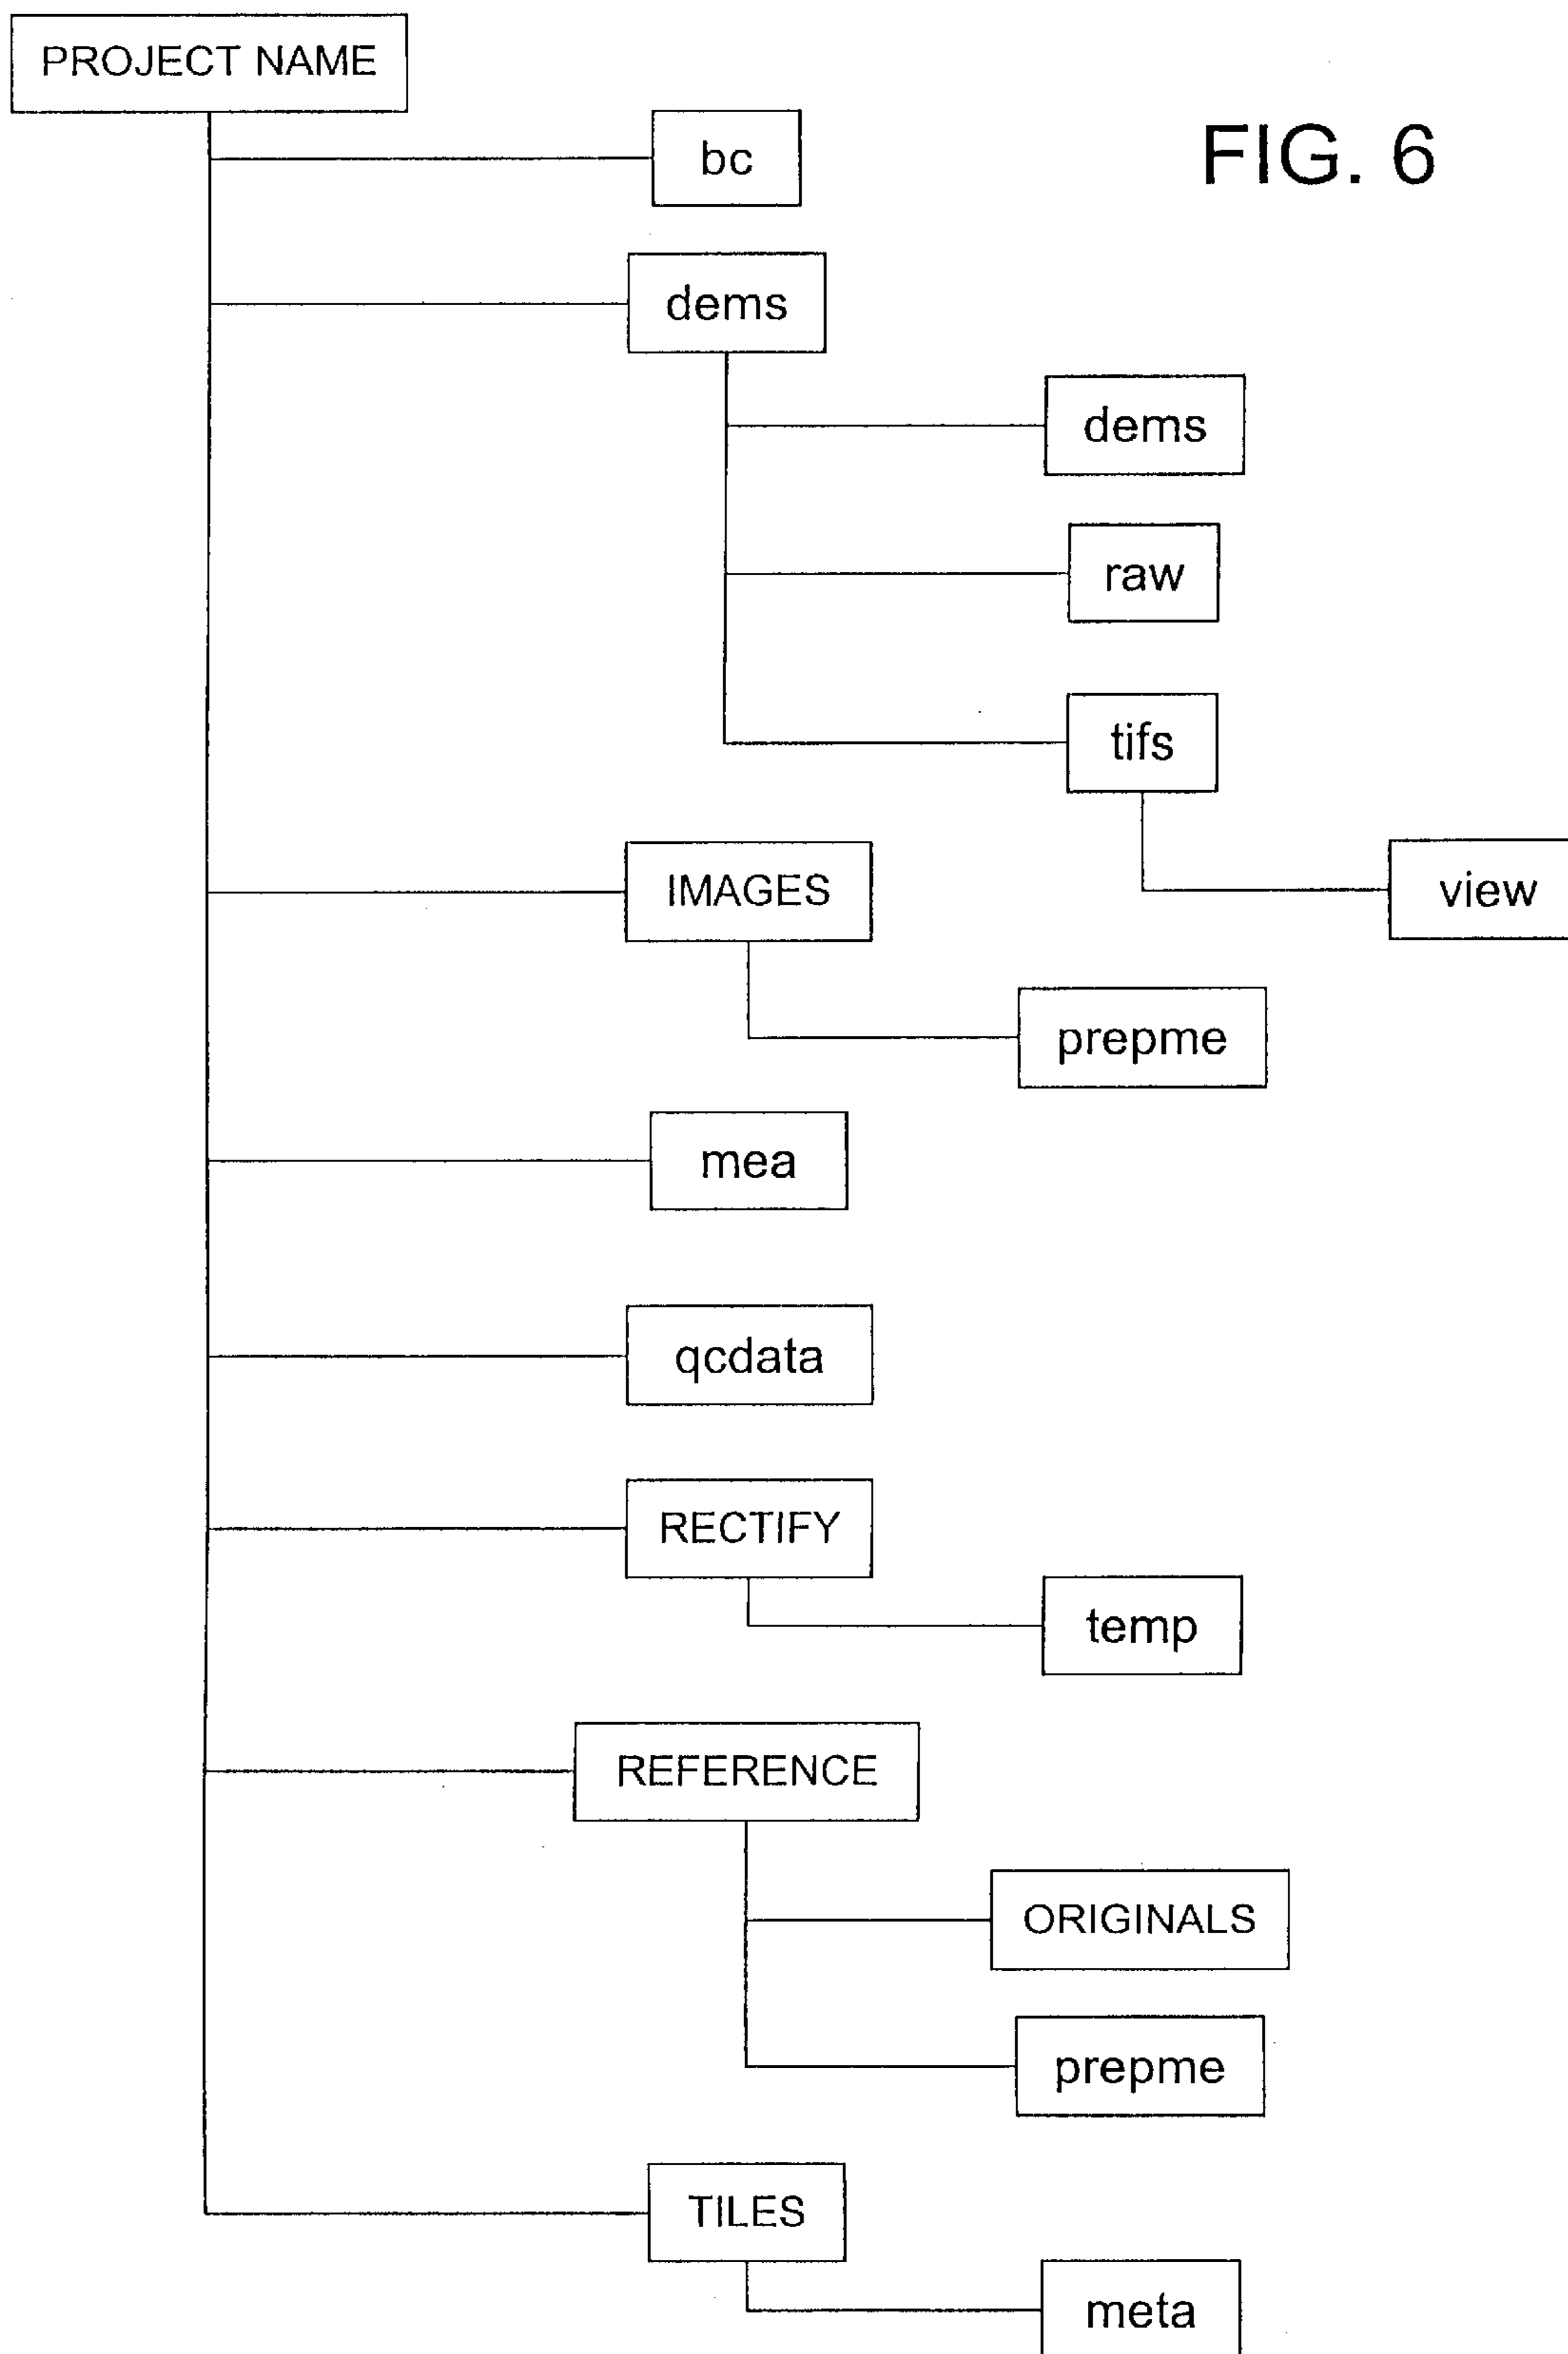 PROJECT NAME
FIG. 6
bc
dems
dems
raw
tifs
view
IMAGES
prepme
mea
qcdata
RECTIFY
temp
REFERENCE
ORIGINALS
prepme
TILES
meta